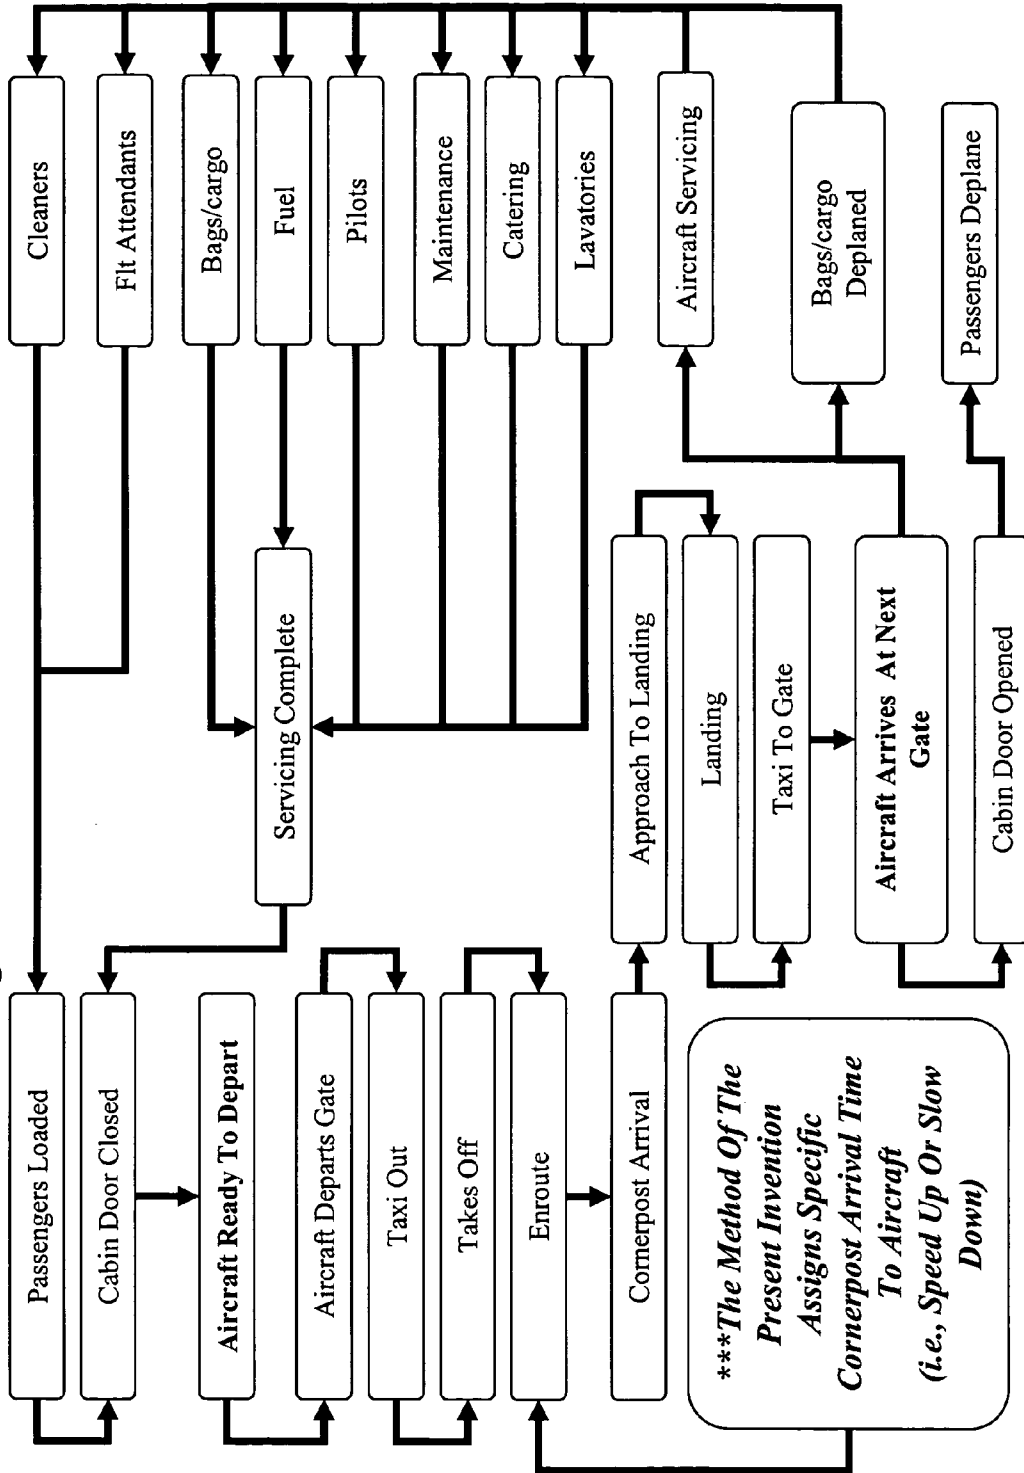 Passengers Loaded
Cabin Door Closed
Aircraft Ready To Depart
Aircraft Departs Gate
Taxi Out
Takes Off
Enroute
Cornerpost Arrival
***The Method Of The
Present Invention
Assigns Specific
Cornerpost Arrival Time
To Aircraft
(i.e., Speed Up Or Slow
Down)
Servicing Complete
Approach To Landing
Landing
Taxi To Gate
Aircraft Arrives At Next
Gate
Cabin Door Opened
Cleaners
Flt Attendants
Bags/cargo
Fuel
Pilots
Maintenance
Catering
Lavatories
Aircraft Servicing
Bags/cargo
Deplaned
Passengers Deplane